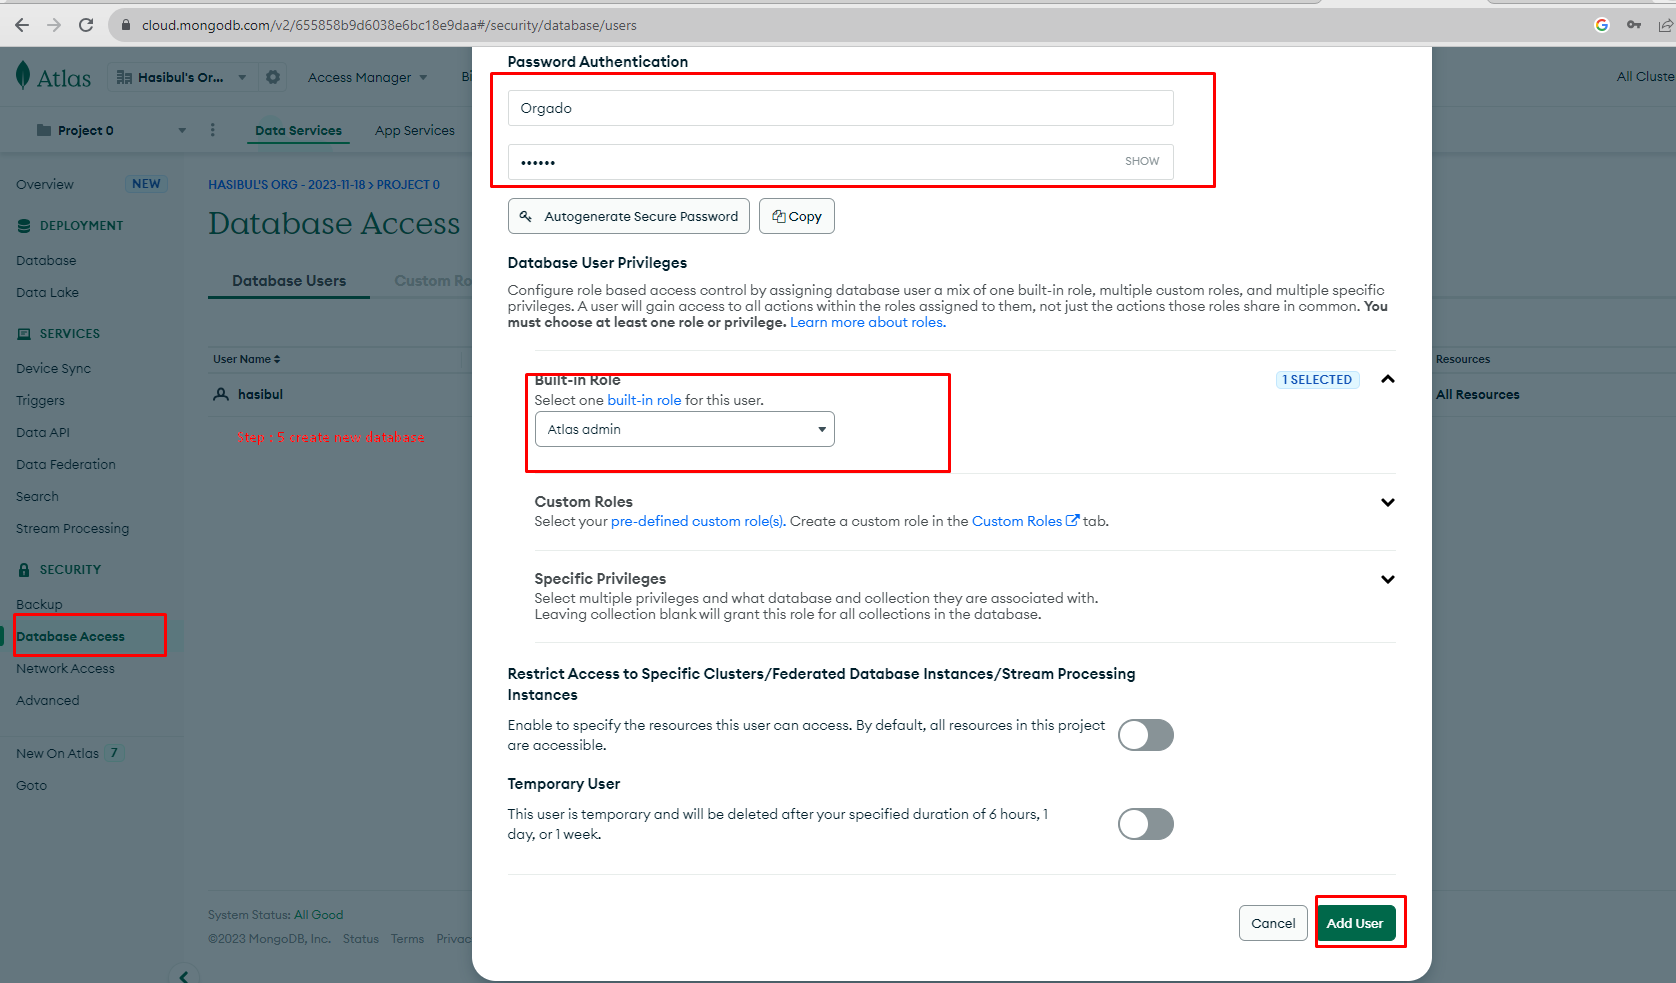 cloud.mongodb.com/v2/655858b9d6038e6bc18e9daa#/security/database/users
Atlas
Hasibul's Or...
Access Manager
Bi
All Cluste
Project 0
Data Services
App Services
Overview
NEW
DEPLOYMENT
Database
Data Lake
SERVICES
Device Sync
Triggers
Data API
Data Federation
Search
Stream Processing
SECURITY
Backup
Database Access
Network Access
Advanced
New On Atlas 7
Goto
HASIBUL'S ORG - 2023-11-18 > PROJECT 0
Database Access
Database Users
Custom Ro
User Name
hasibul
Step : 5 create new database
Resources
All Resources
System Status: All Good
©2023 MongoDB, Inc. Status Terms Privac
Password Authentication
Orgado
••••••
SHOW
Autogenerate Secure Password
Copy
Database User Privileges
Configure role based access control by assigning database user a mix of one built-in role, multiple custom roles, and multiple specific
privileges. A user will gain access to all actions within the roles assigned to them, not just the actions those roles share in common. You
must choose at least one role or privilege. Learn more about roles.
Built-in Role
1 SELECTED
Select one built-in role for this user.
Atlas admin
Custom Roles
Select your pre-defined custom role(s). Create a custom role in the Custom Roles tab.
Specific Privileges
Select multiple privileges and what database and collection they are associated with.
Leaving collection blank will grant this role for all collections in the database.
Restrict Access to Specific Clusters/Federated Database Instances/Stream Processing
Instances
Enable to specify the resources this user can access. By default, all resources in this project
are accessible.
Temporary User
This user is temporary and will be deleted after your specified duration of 6 hours, 1
day, or 1 week.
Cancel
Add User